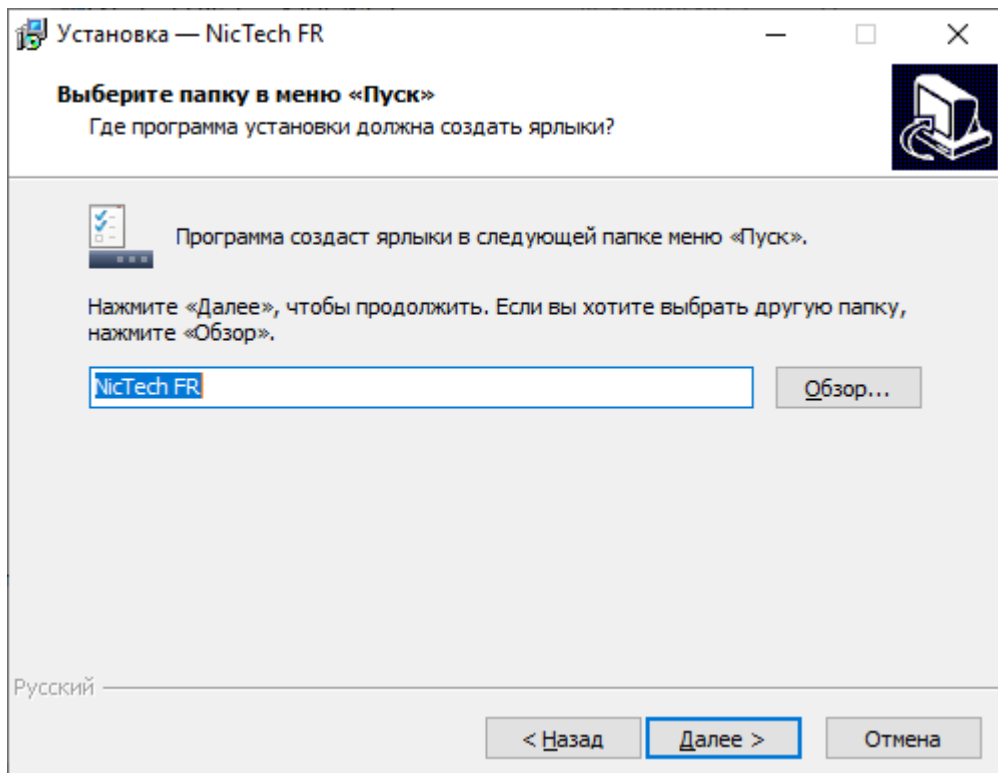 Установка — NicTech FR
Выберите папку в меню «Пуск»
Где программа установки должна создать ярлыки?
Программа создаст ярлыки в следующей папке меню «Пуск».
Нажмите «Далее», чтобы продолжить. Если вы хотите выбрать другую папку,
нажмите «Обзор».
NicTech FR
Обзор...
Русский
< Назад
Далее >
Отмена